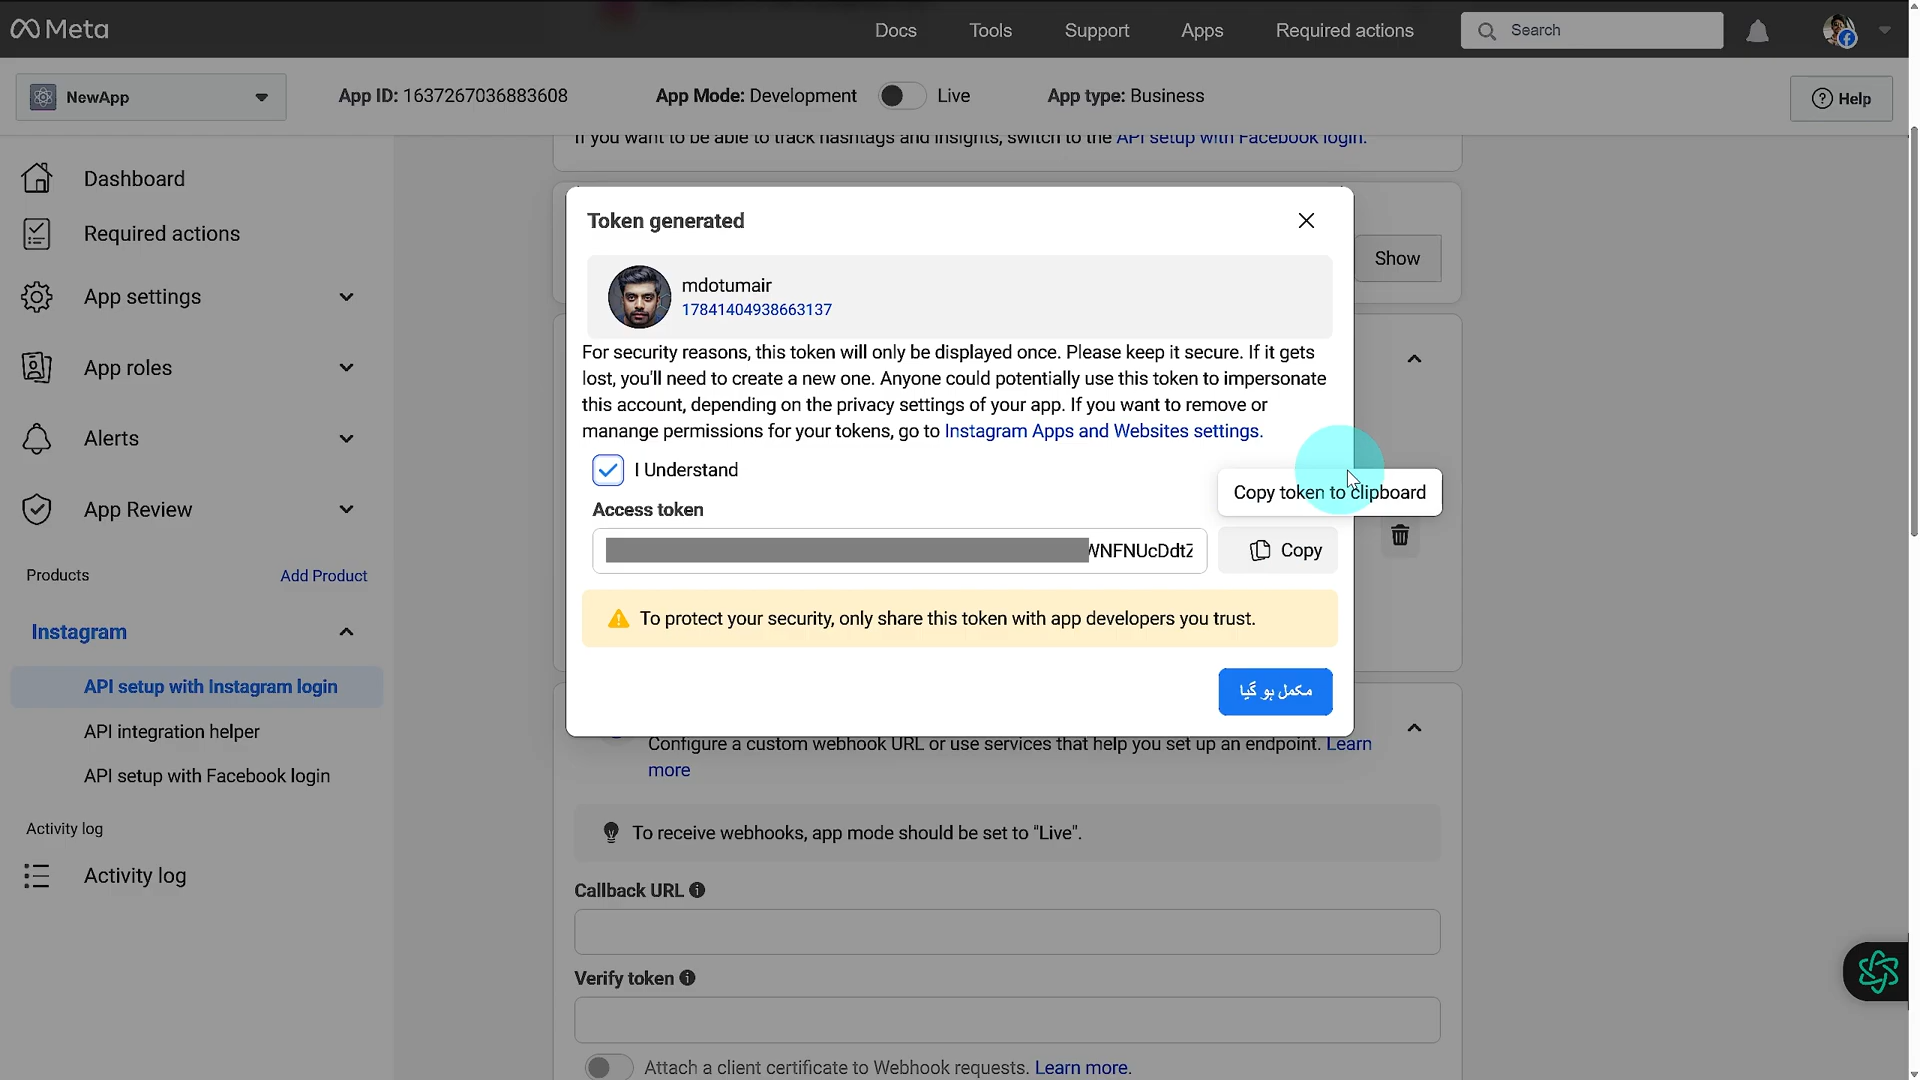 Meta
Docs
Tools
Support
Apps
Required actions
Search
NewApp
App ID: 1637267036883608
App Mode: Development
Live
App type: Business
Help
If you want to be able to track hashtags and insights, switch to the API setup with Facebook login.
Dashboard
Required actions
App settings
App roles
Alerts
App Review
Products
Add Product
Instagram
API setup with Instagram login
API integration helper
API setup with Facebook login
Activity log
Activity log
Show
Token generated
mdotumair
17841404938663137
For security reasons, this token will only be displayed once. Please keep it secure. If it gets
lost, you'll need to create a new one. Anyone could potentially use this token to impersonate
this account, depending on the privacy settings of your app. If you want to remove or
manange permissions for your tokens, go to Instagram Apps and Websites settings.
I Understand
Copy token to clipboard
Access token
WNFNUcDdtZ
Copy
To protect your security, only share this token with app developers you trust.
مکمل ہو گیا
Configure a custom webhook URL or use services that help you set up an endpoint. Learn
more
To receive webhooks, app mode should be set to "Live".
Callback URL
Verify token
Attach a client certificate to Webhook requests. Learn more.